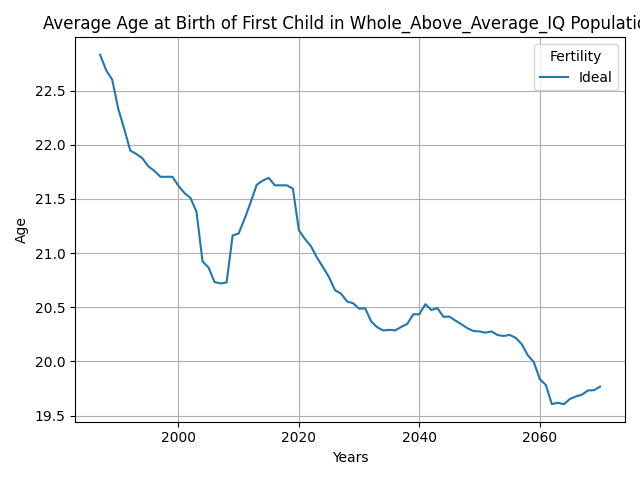 Average Age at Birth of First Child in Whole_Above_Average_IQ Populatio
Fertility
Ideal
22.5
22.0
21.5
21.0
20.5
20.0
19.5
Age
2000
2020
2040
2060
Years